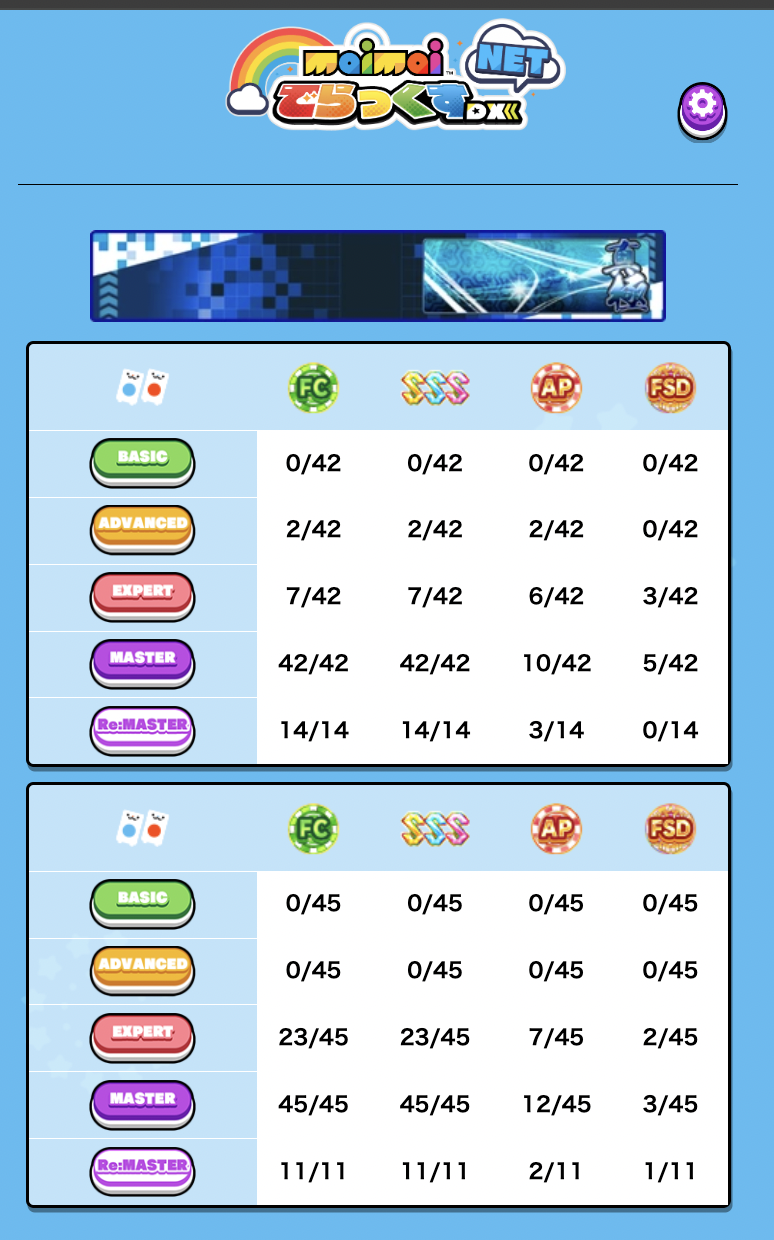 maimai™ NET
でらっくすDX
真
FC SSS AP FSD
BASIC 0/42 0/42 0/42 0/42
ADVANCED 2/42 2/42 2/42 0/42
EXPERT 7/42 7/42 6/42 3/42
MASTER 42/42 42/42 10/42 5/42
Re:MASTER 14/14 14/14 3/14 0/14
FC SSS AP FSD
BASIC 0/45 0/45 0/45 0/45
ADVANCED 0/45 0/45 0/45 0/45
EXPERT 23/45 23/45 7/45 2/45
MASTER 45/45 45/45 12/45 3/45
Re:MASTER 11/11 11/11 2/11 1/11